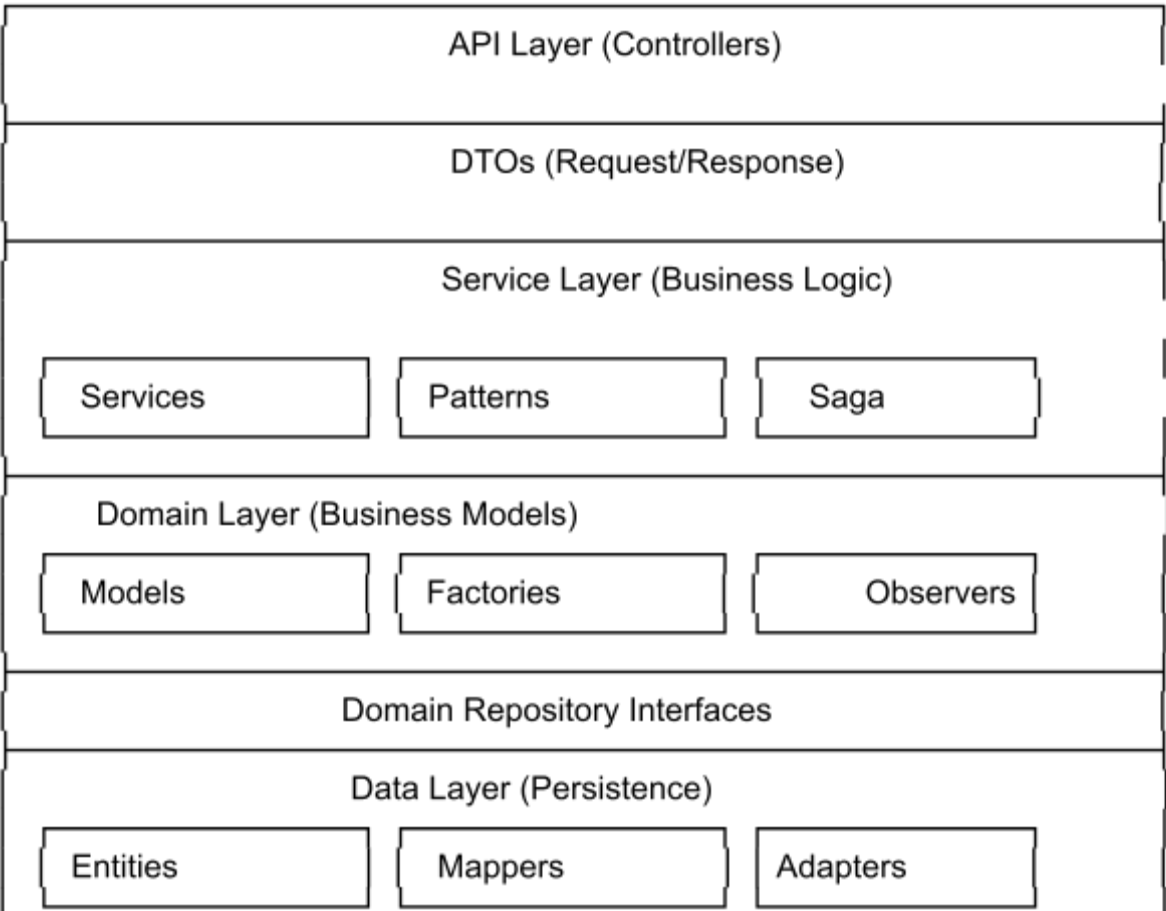 API Layer (Controllers)
DTOs (Request/Response)
Service Layer (Business Logic)
Services Patterns Saga
Domain Layer (Business Models)
Models Factories Observers
Domain Repository Interfaces
Data Layer (Persistence)
Entities Mappers Adapters